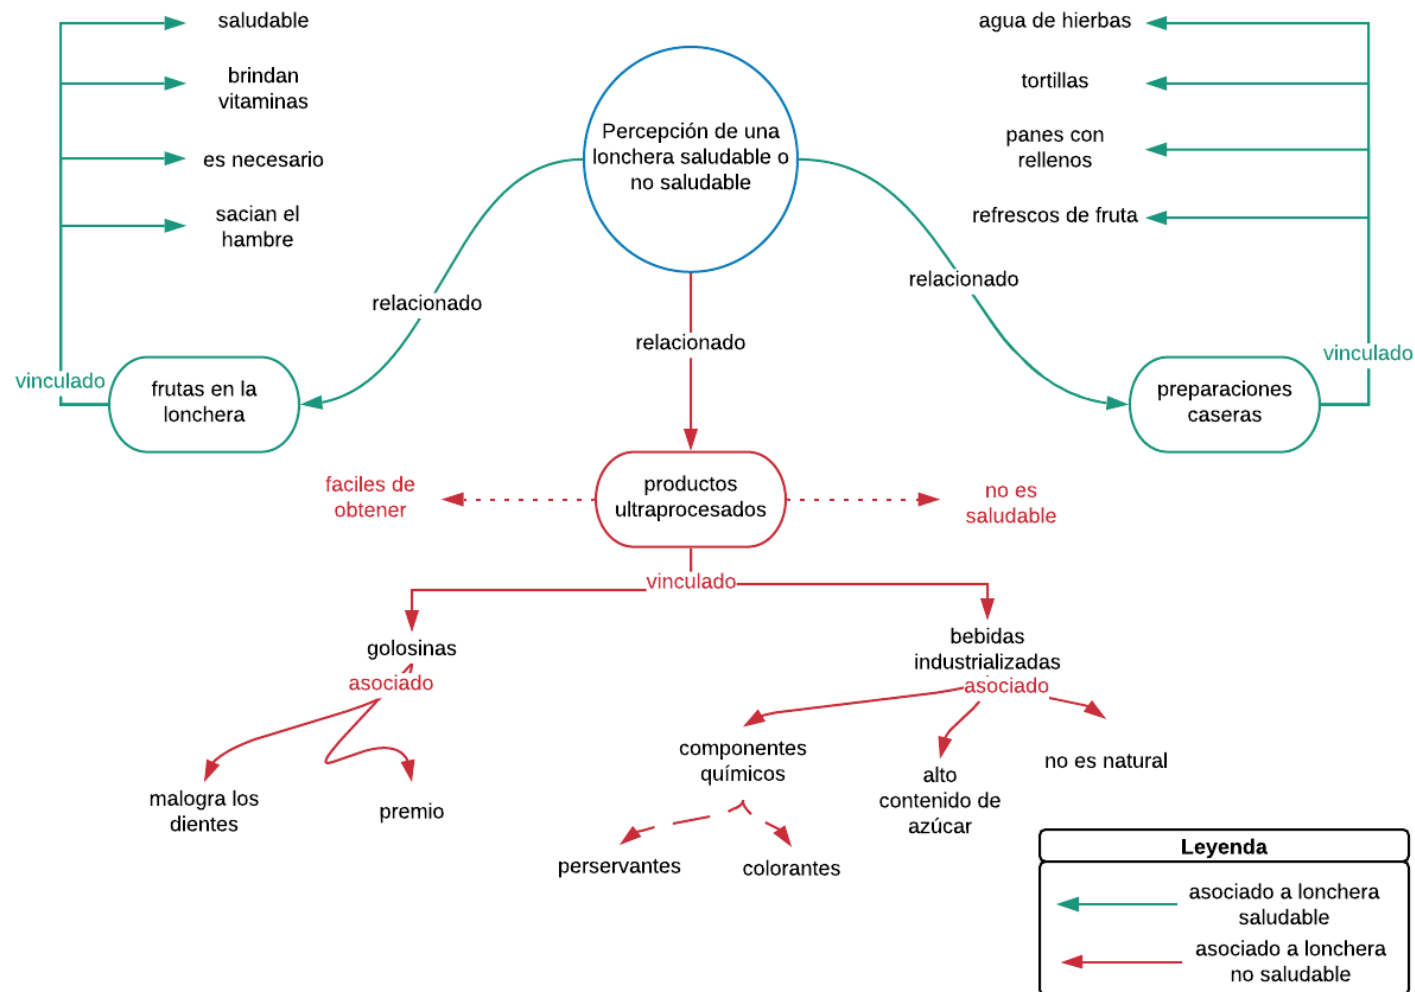 saludable
brindan
vitaminas
es necesario
sacian el
hambre
relacionado
vinculado
frutas en la
lonchera
Percepción de una
lonchera saludable o
no saludable
agua de hierbas
tortillas
panes con
rellenos
refrescos de fruta
relacionado
vinculado
preparaciones
caseras
relacionado
productos
ultraprocesados
faciles de
obtener
no es
saludable
vinculado
golosinas
asociado
malogra los
dientes
premio
bebidas
industrializadas
asociado
componentes
químicos
perservantes
colorantes
alto
contenido de
azúcar
no es natural
Leyenda
asociado a lonchera
saludable
asociado a lonchera
no saludable